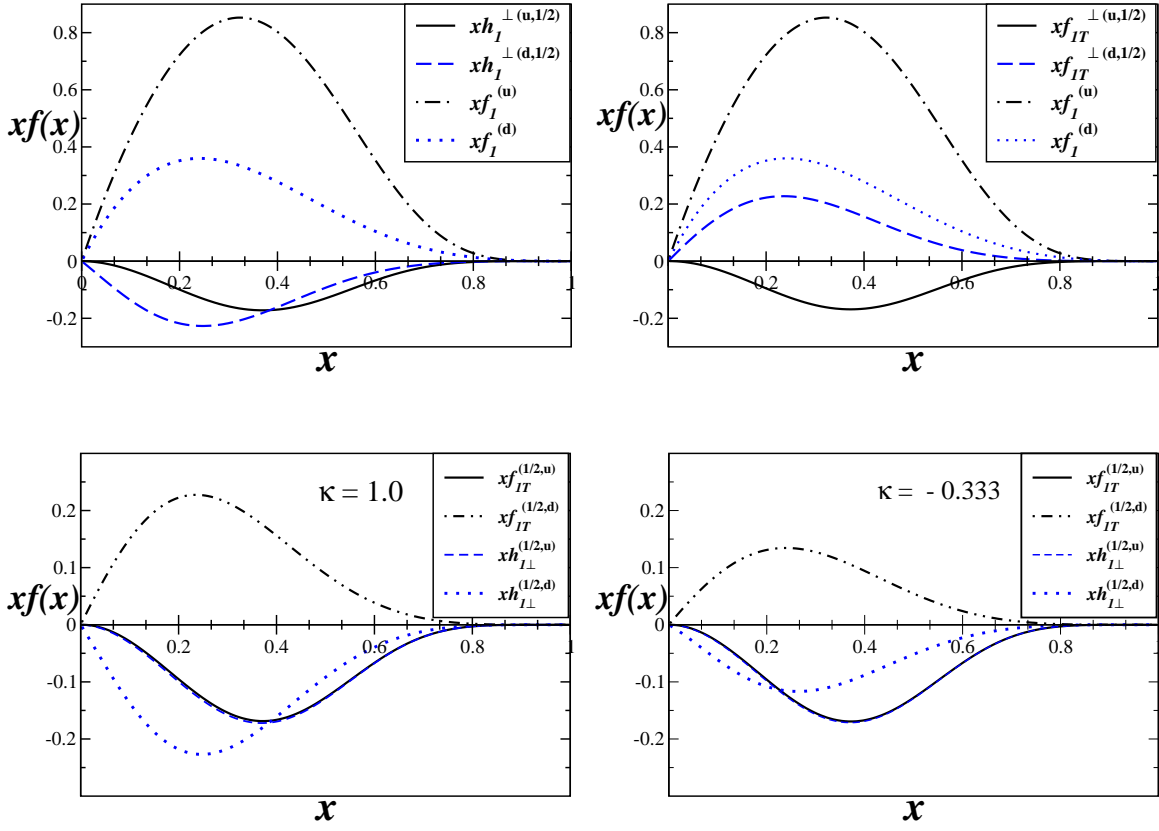 0.8
0.6
0.4
0.2
0
-0.2
xf(x)
0 0.2 0.4 0.6 0.8 1
x
xh₁⊥(u,1/2)
xh₁⊥(d,1/2)
xf₁(u)
xf₁(d)
0.8
0.6
0.4
0.2
0
-0.2
xf(x)
0.2 0.4 0.6 0.8
x
xf₁T⊥(u,1/2)
xf₁T⊥(d,1/2)
xf₁(u)
xf₁(d)
0.2
0.1
0
-0.1
-0.2
xf(x)
0.2 0.4 0.6 0.8 1
x
κ = 1.0
xf₁T(1/2,u)
xf₁T(1/2,d)
xh₁⊥(1/2,u)
xh₁⊥(1/2,d)
0.2
0.1
0
-0.1
-0.2
xf(x)
0.2 0.4 0.6 0.8
x
κ = - 0.333
xf₁T(1/2,u)
xf₁T(1/2,d)
xh₁⊥(1/2,u)
xh₁⊥(1/2,d)